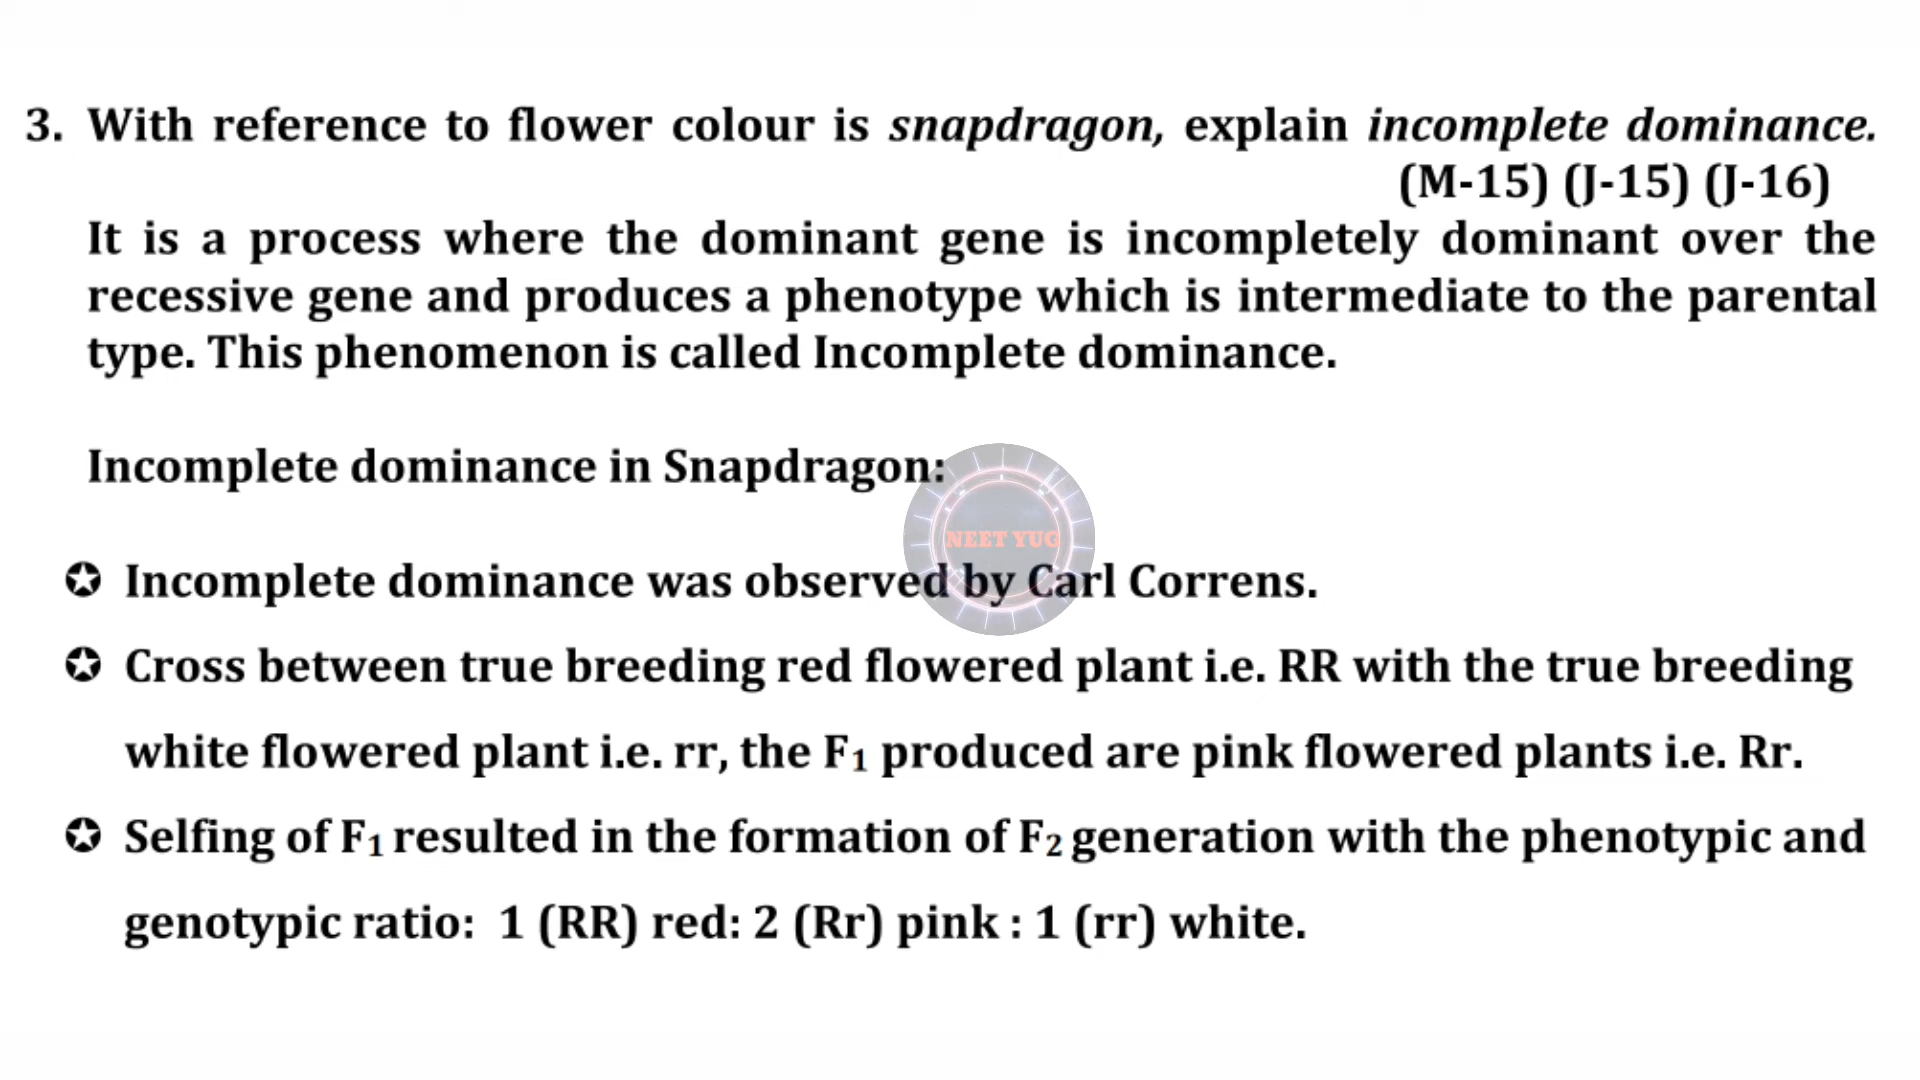 3. With reference to flower colour is snapdragon, explain incomplete dominance.
(M-15) (J-15) (J-16)
It is a process where the dominant gene is incompletely dominant over the
recessive gene and produces a phenotype which is intermediate to the parental
type. This phenomenon is called Incomplete dominance.
Incomplete dominance in Snapdragon:
NEET YUG
✪ Incomplete dominance was observed by Carl Correns.
✪ Cross between true breeding red flowered plant i.e. RR with the true breeding
white flowered plant i.e. rr, the F₁ produced are pink flowered plants i.e. Rr.
✪ Selfing of F₁ resulted in the formation of F₂ generation with the phenotypic and
genotypic ratio: 1 (RR) red: 2 (Rr) pink : 1 (rr) white.